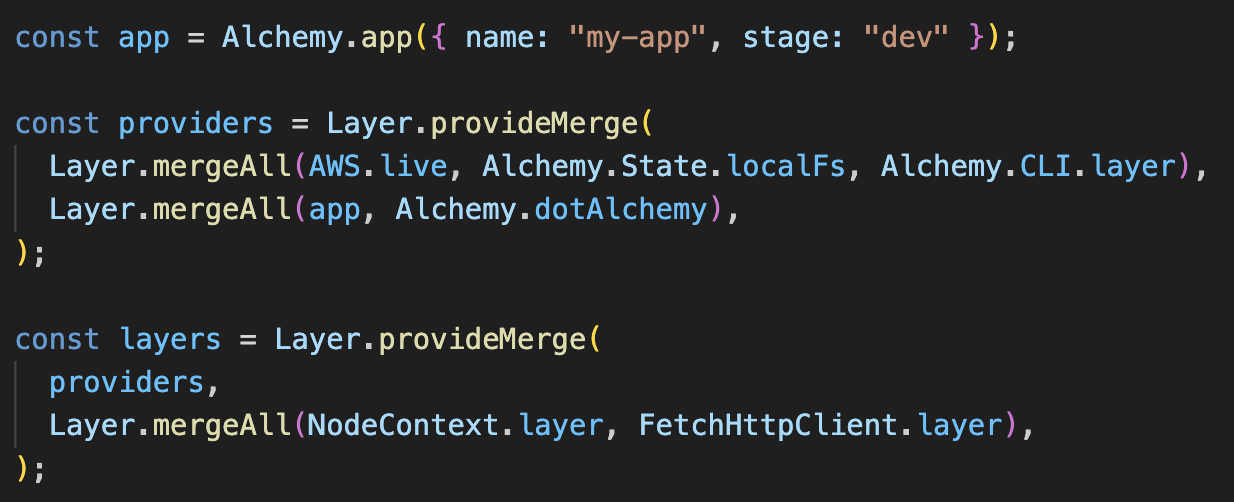 const app = Alchemy.app({ name: "my-app", stage: "dev" });
const providers = Layer.provideMerge(
  Layer.mergeAll(AWS.live, Alchemy.State.localFs, Alchemy.CLI.layer),
  Layer.mergeAll(app, Alchemy.dotAlchemy),
);
const layers = Layer.provideMerge(
  providers,
  Layer.mergeAll(NodeContext.layer, FetchHttpClient.layer),
);